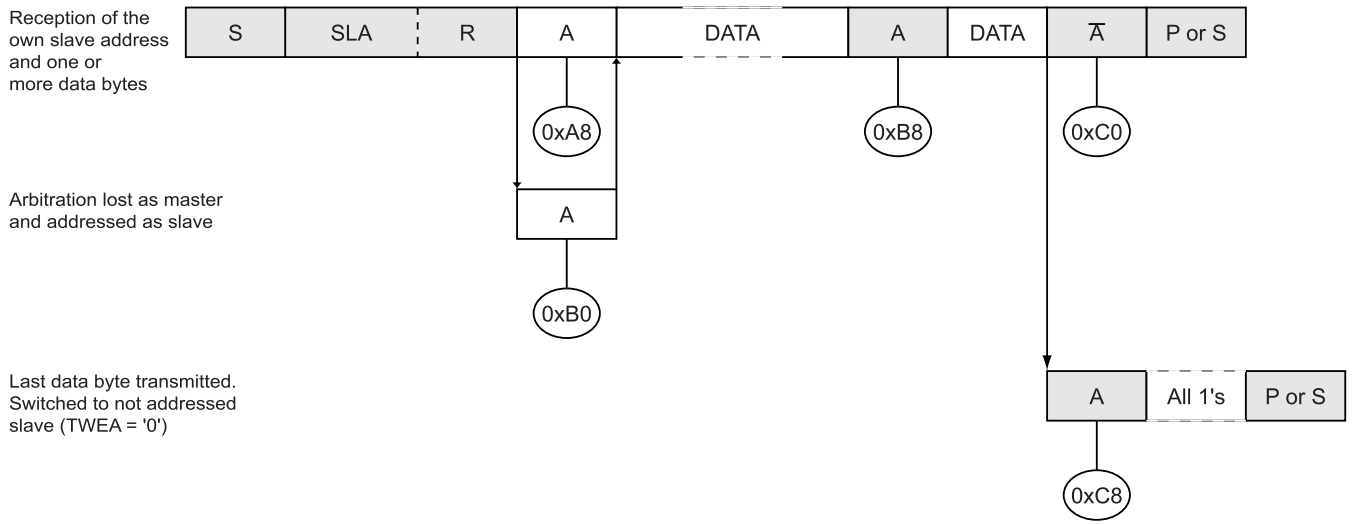 Reception of the
own slave address
and one or
more data bytes
S SLA R A DATA A DATA A̅ P or S
0xA8 0xB8 0xC0
Arbitration lost as master
and addressed as slave
A
0xB0
Last data byte transmitted.
Switched to not addressed
slave (TWEA = '0')
A All 1's P or S
0xC8